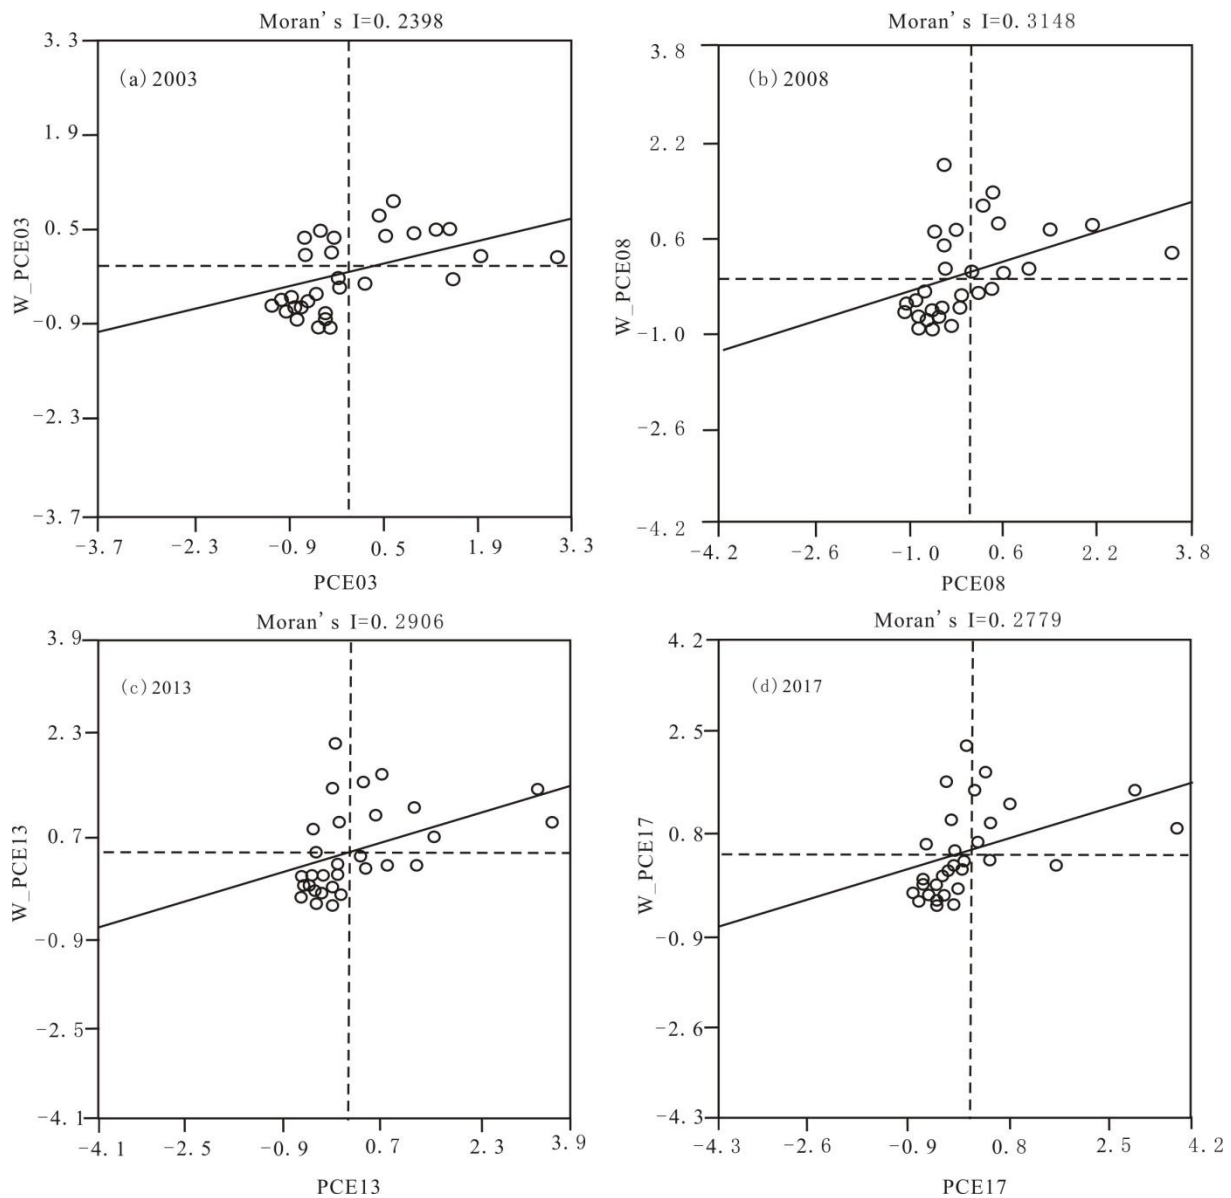 Moran's I=0.2398
3.3
(a)2003
1.9
0.5
W_PCE03
-0.9
-2.3
-3.7
-3.7 -2.3 -0.9 0.5 1.9 3.3
PCE03
Moran's I=0.3148
3.8
(b)2008
2.2
0.6
W_PCE08
-1.0
-2.6
-4.2
-4.2 -2.6 -1.0 0.6 2.2 3.8
PCE08
Moran's I=0.2906
3.9
(c)2013
2.3
0.7
W_PCE13
-0.9
-2.5
-4.1
-4.1 -2.5 -0.9 0.7 2.3 3.9
PCE13
Moran's I=0.2779
4.2
(d)2017
2.5
0.8
W_PCE17
-0.9
-2.6
-4.3
-4.3 -2.6 -0.9 0.8 2.5 4.2
PCE17